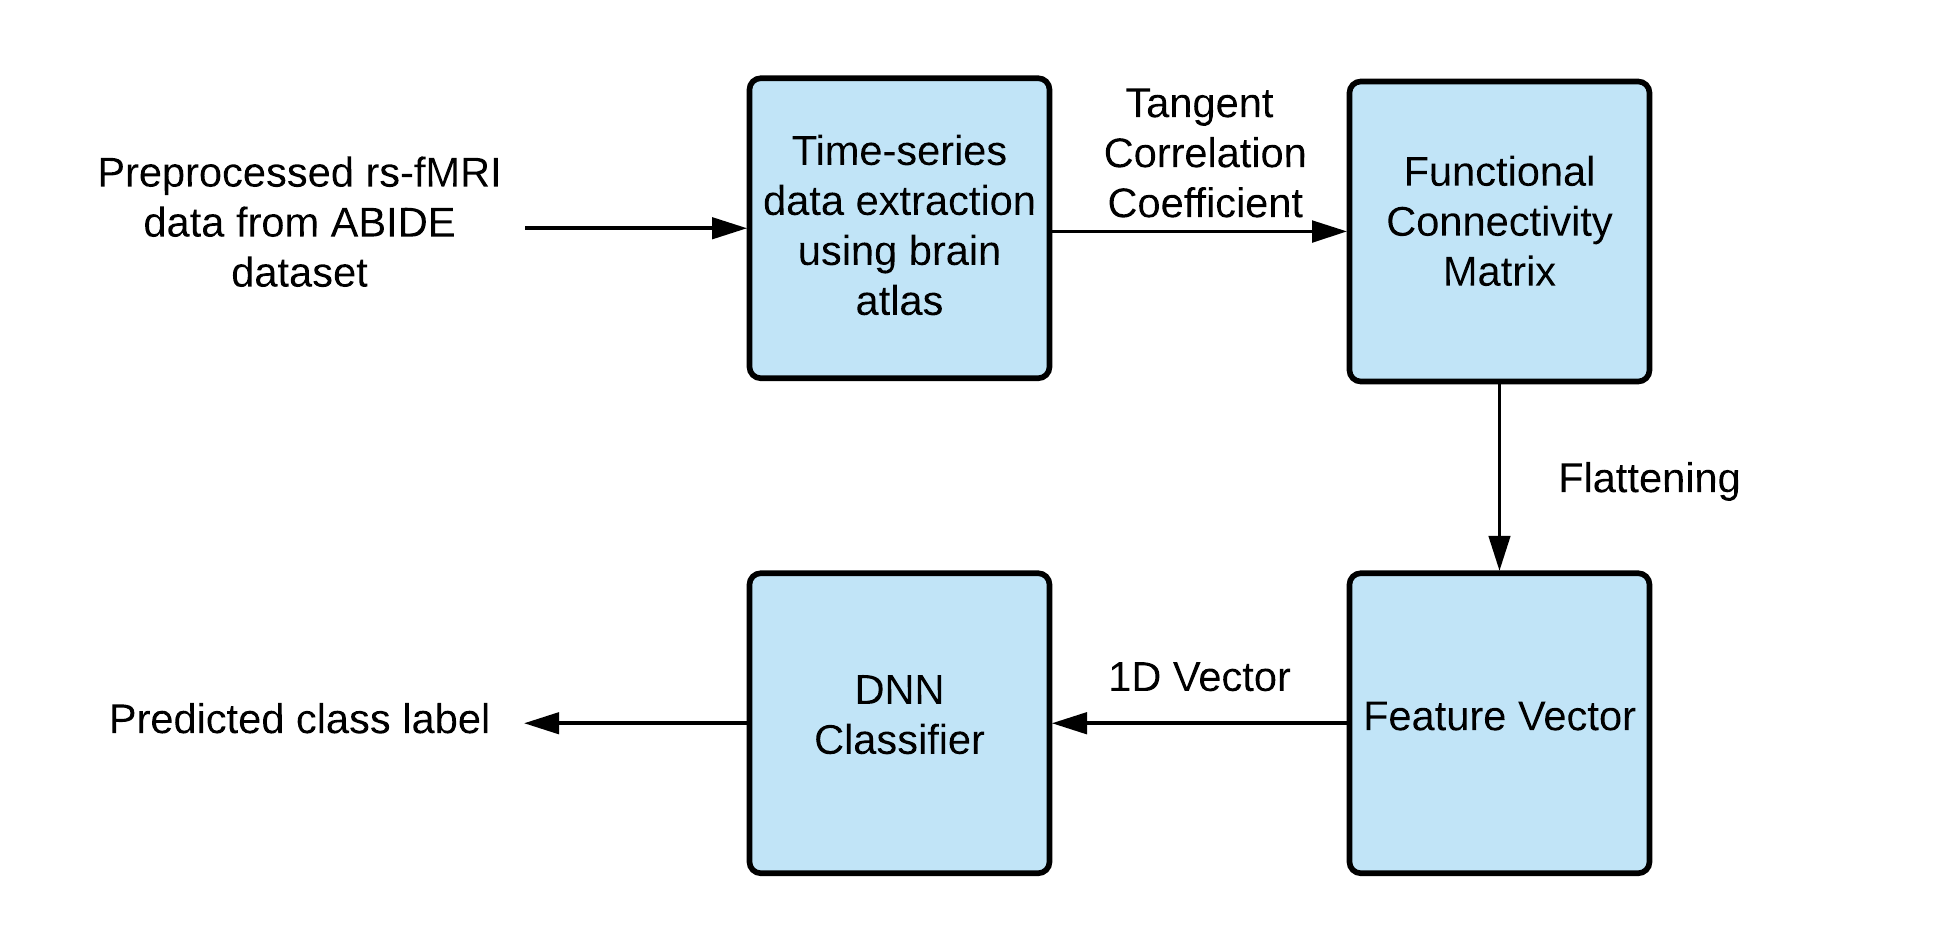 Preprocessed rs-fMRI
data from ABIDE
dataset
Time-series
data extraction
using brain
atlas
Tangent
Correlation
Coefficient
Functional
Connectivity
Matrix
Flattening
Feature Vector
1D Vector
DNN
Classifier
Predicted class label